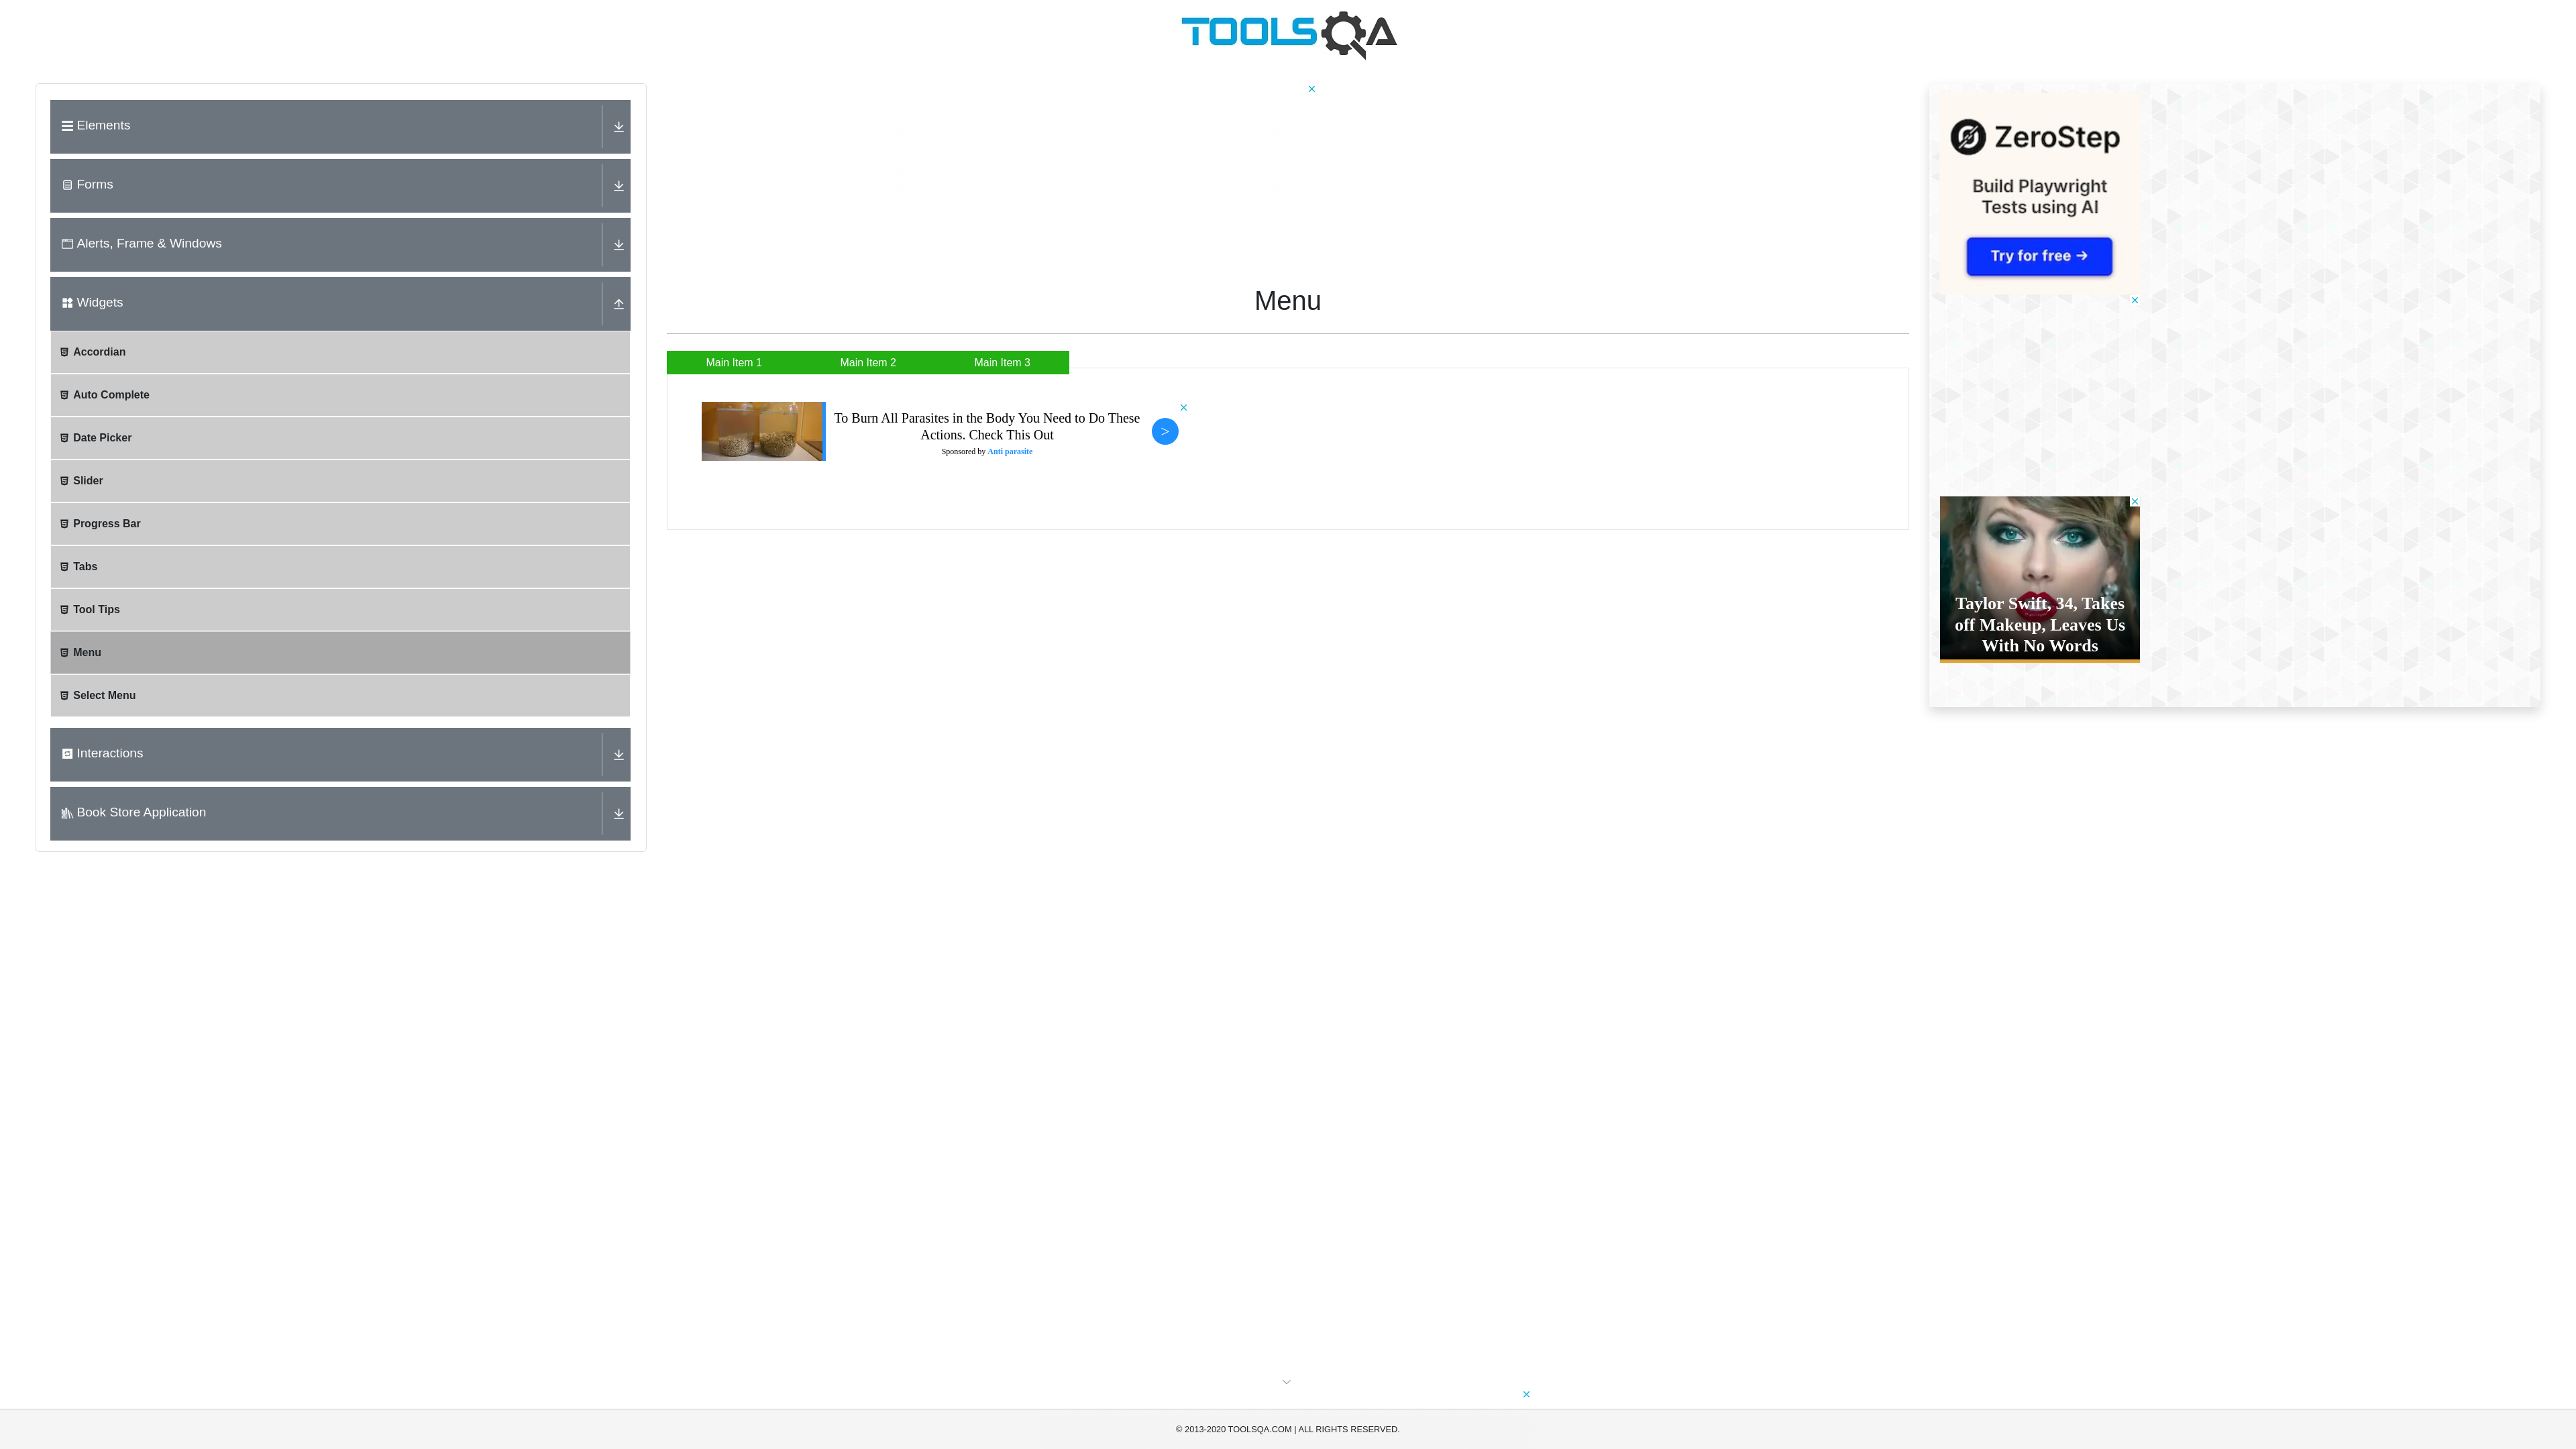 TOOLSQA
Elements
Forms
Alerts, Frame & Windows
Widgets
Accordian
Auto Complete
Date Picker
Slider
Progress Bar
Tabs
Tool Tips
Menu
Select Menu
Interactions
Book Store Application
Menu
Main Item 1
Main Item 2
Main Item 3
To Burn All Parasites in the Body You Need to Do These
Actions. Check This Out
Sponsored by Anti parasite
>
ZeroStep
Build Playwright
Tests using AI
Try for free →
Taylor Swift, 34, Takes
off Makeup, Leaves Us
With No Words
© 2013-2020 TOOLSQA.COM | ALL RIGHTS RESERVED.